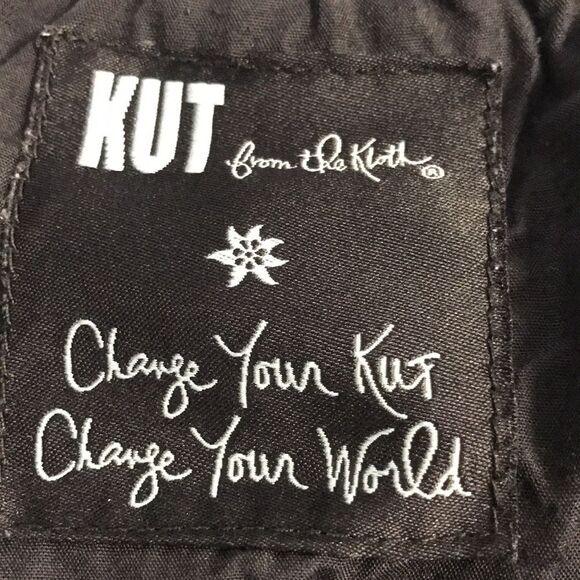 KUT from the Kloth®
Change Your Kut
Change Your World